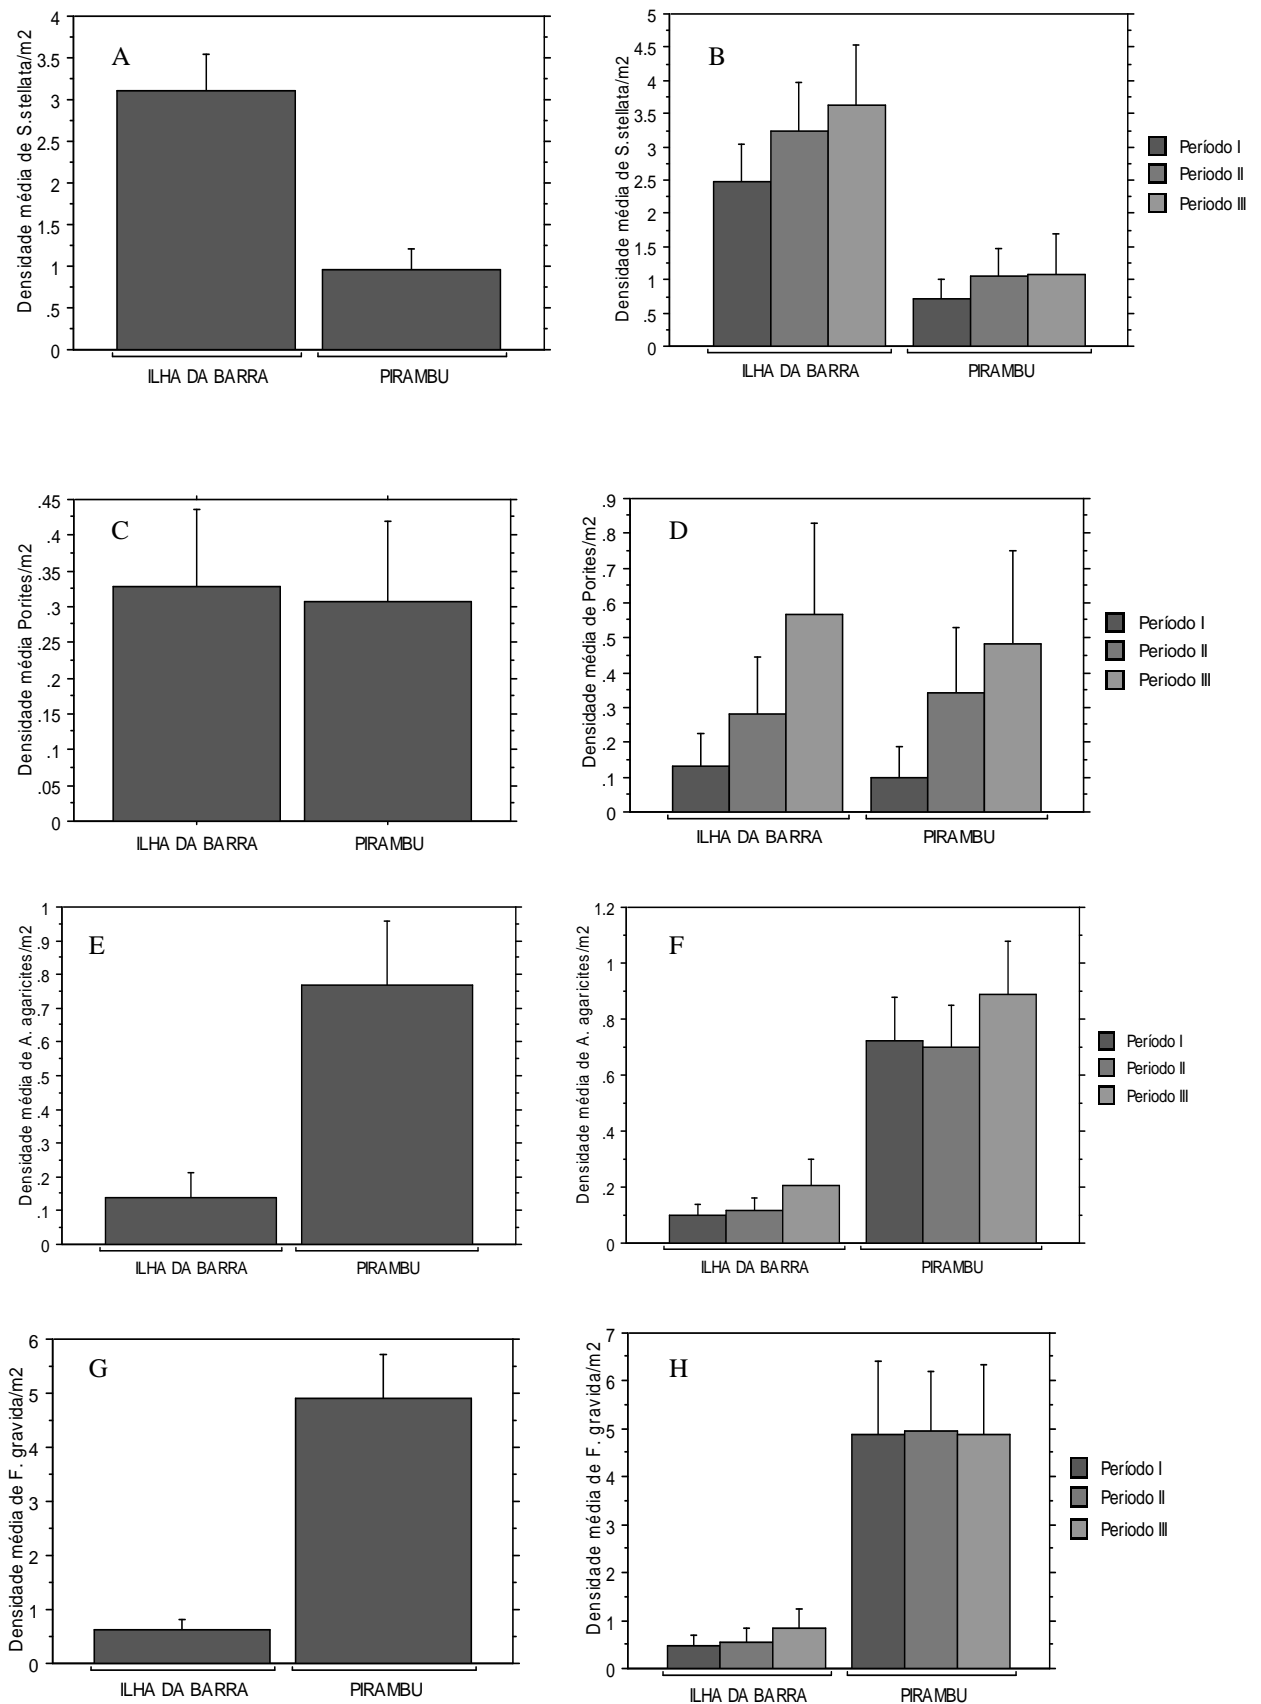 A
Densidade média de S.stellata/m2
4
3.5
3
2.5
2
1.5
1
.5
0
ILHA DA BARRA
PIRAMBU
B
Densidade média de S.stellata/m2
5
4.5
4
3.5
3
2.5
2
1.5
1
.5
0
ILHA DA BARRA
PIRAMBU
Período I
Periodo II
Periodo III
C
Densidade média Porites/m2
.45
.4
.35
.3
.25
.2
.15
.1
.05
0
ILHA DA BARRA
PIRAMBU
D
Densidade média de Porites/m2
.9
.8
.7
.6
.5
.4
.3
.2
.1
0
ILHA DA BARRA
PIRAMBU
Período I
Periodo II
Periodo III
E
Densidade média de A. agaricites/m2
1
.9
.8
.7
.6
.5
.4
.3
.2
.1
0
ILHA DA BARRA
PIRAMBU
F
Densidade média de A. agaricites/m2
1.2
1
.8
.6
.4
.2
0
ILHA DA BARRA
PIRAMBU
Período I
Periodo II
Periodo III
G
Densidade média de F. gravida/m2
6
5
4
3
2
1
0
ILHA DA BARRA
PIRAMBU
H
Densidade média de F. gravida/m2
7
6
5
4
3
2
1
0
ILHA DA BARRA
PIRAMBU
Período I
Periodo II
Periodo III